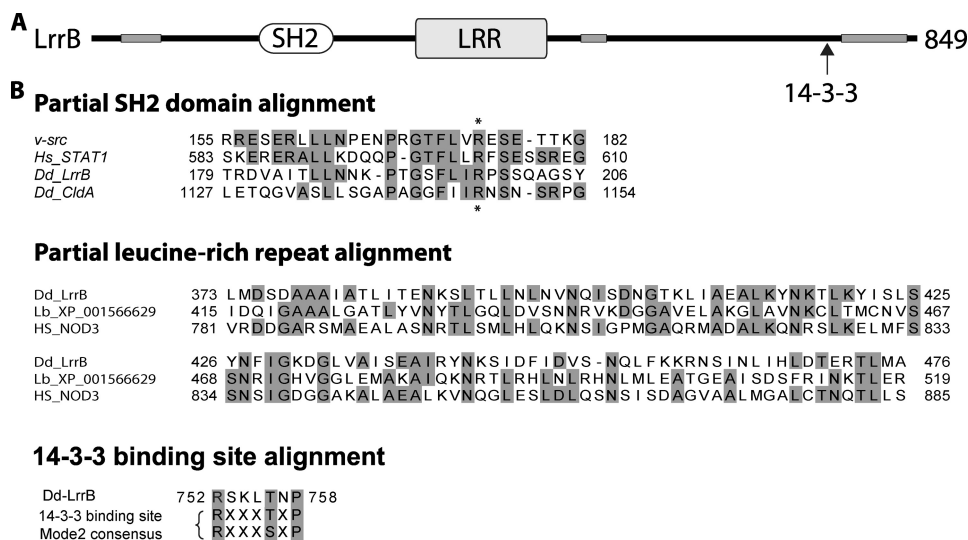 A
LrrB SH2 LRR 849
14-3-3
B
Partial SH2 domain alignment
*
v-src 155 RRESERLLLNPENPRGTFLVRESE-TTKG 182
Hs_STAT1 583 SKERERALLKDQQP-GTFLLRFSESSREG 610
Dd_LrrB 179 TRDVAITLLNNK-PTGSFLIRPSSQAGSY 206
Dd_CldA 1127 LETQGVASLLSGAPAGGFIIRNSN-SRPG 1154
*
Partial leucine-rich repeat alignment
Dd_LrrB 373 LMDSDAAAIATLITENKSLTLLNLNVNQISDNGTKLIAEALKYNKTLKYISLS 425
Lb_XP_001566629 415 DQIGAAALGATLYVNYTLGQLDVSNNRVKDGGAVELAKGLAVNKCLTMCNVS 467
HS_NOD3 781 VRDDGARSMAEALASNRTLSMLHLQKNSIGPMGAQRMADALKQNRSLKELMFS 833
Dd_LrrB 426 YNFIGKDGLVAISEAIRYNKSIDFIDVS-NQLFKKRNSINLIHLDTERTLMA 476
Lb_XP_001566629 468 SNRIGHVGGLEMAKAIQKNRTLRHLNLRHNLMLEATGEAISDSFRINKTLER 519
HS_NOD3 834 SNSIGDGGAKALAEALKVNQGLESLDLQSNSISDAGVAALMGALCTNQTLLS 885
14-3-3 binding site alignment
Dd-LrrB 752 RSKLTNP 758
14-3-3 binding site { RXXXTXP
Mode2 consensus RXXXSXP